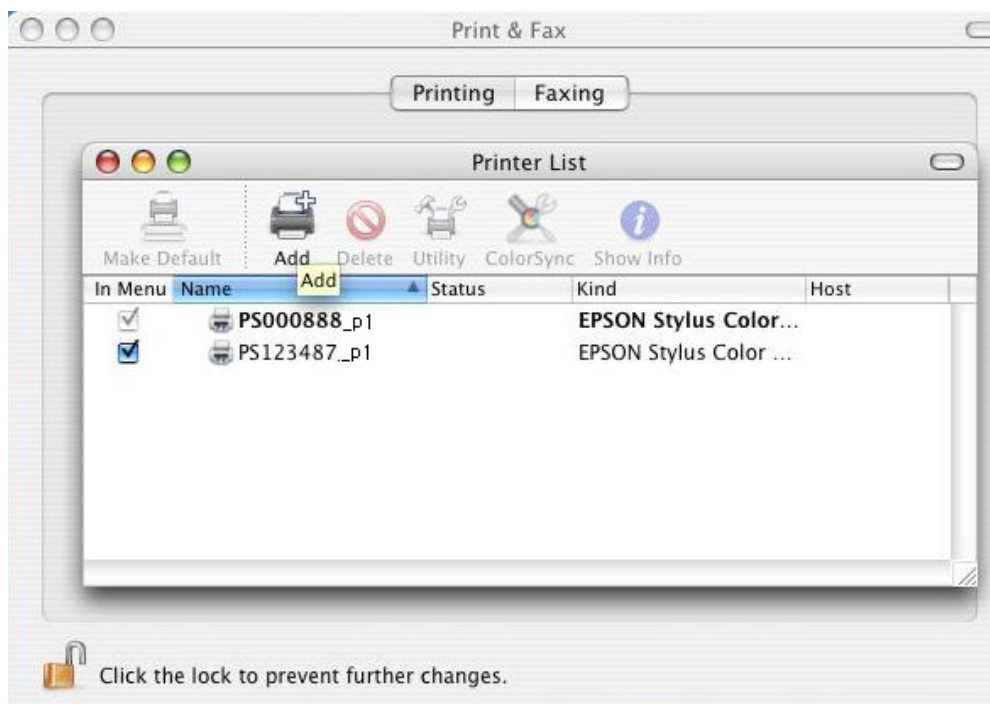 Print & Fax
Printing Faxing
Printer List
Make Default Add Delete Utility ColorSync Show Info
Add
In Menu Name Status Kind Host
PS000888_p1 EPSON Stylus Color...
PS123487_p1 EPSON Stylus Color ...
Click the lock to prevent further changes.